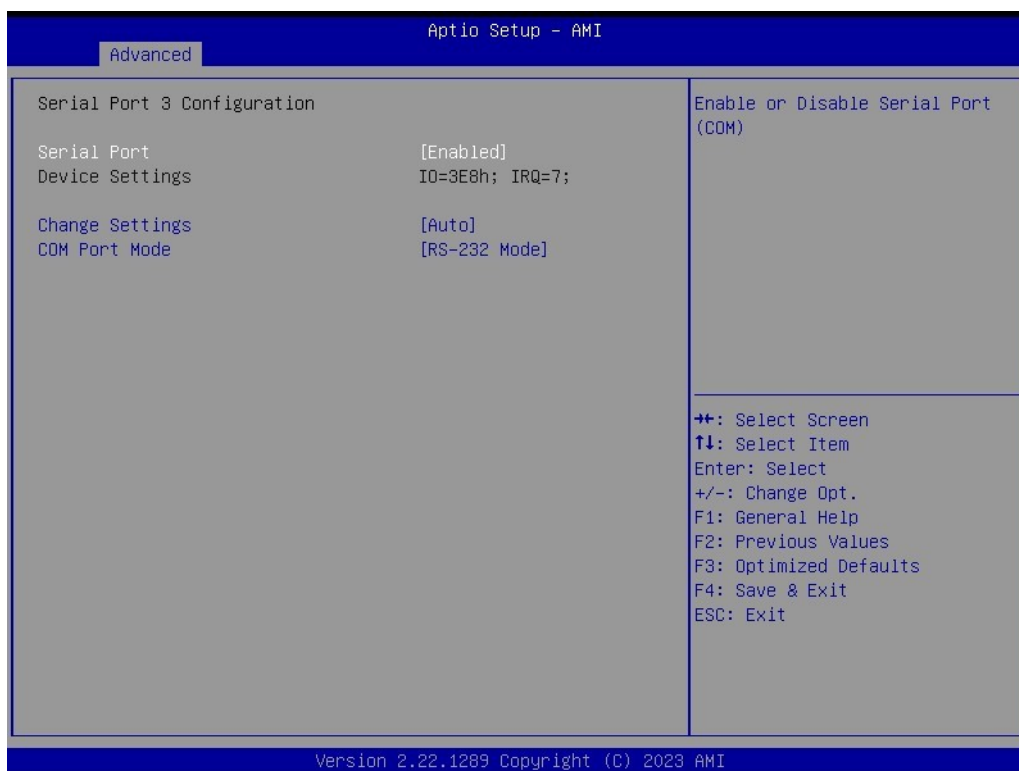 Aptio Setup - AMI
Advanced
Serial Port 3 Configuration
Serial Port [Enabled]
Device Settings IO=3E8h; IRQ=7;
Change Settings [Auto]
COM Port Mode [RS-232 Mode]
Enable or Disable Serial Port
(COM)
→←: Select Screen
↑↓: Select Item
Enter: Select
+/-: Change Opt.
F1: General Help
F2: Previous Values
F3: Optimized Defaults
F4: Save & Exit
ESC: Exit
Version 2.22.1289 Copyright (C) 2023 AMI